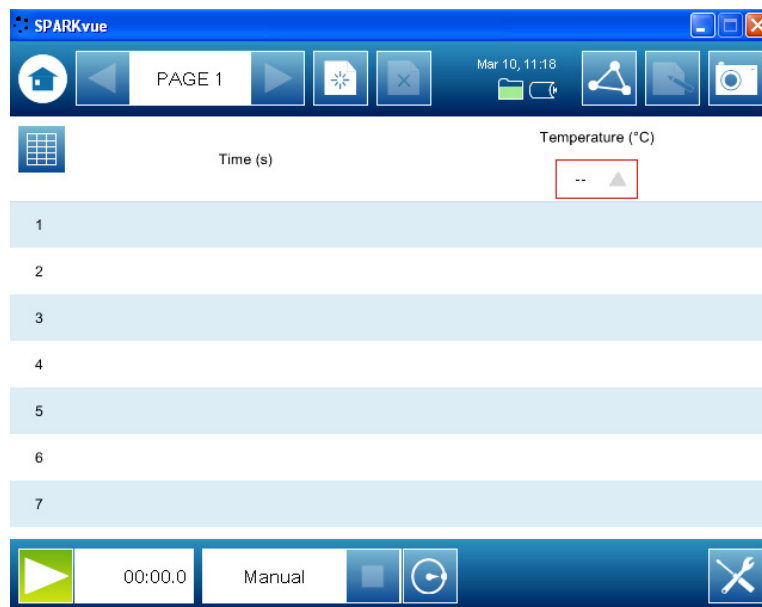 SPARKvue
PAGE 1
Mar 10, 11:18
Time (s)
Temperature (°C)
--
1
2
3
4
5
6
7
00:00.0
Manual